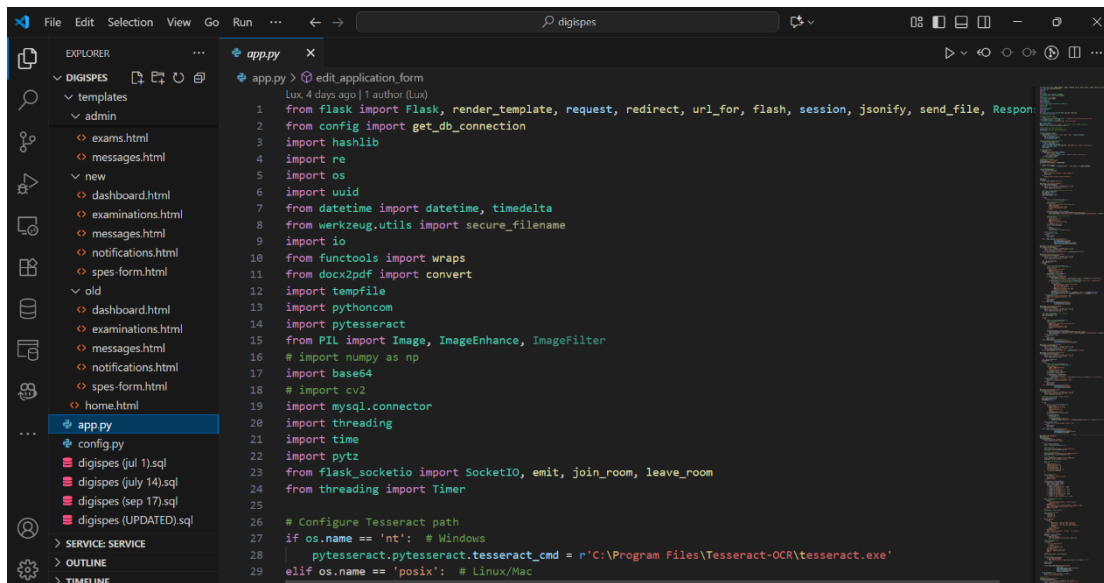 File Edit Selection View Go Run ... digispes
EXPLORER ...
DIGISPES
templates
admin
exams.html
messages.html
new
dashboard.html
examinations.html
messages.html
notifications.html
spes-form.html
old
dashboard.html
examinations.html
messages.html
notifications.html
spes-form.html
home.html
app.py
config.py
digispes (jul 1).sql
digispes (july 14).sql
digispes (sep 17).sql
digispes (UPDATED).sql
SERVICE: SERVICE
OUTLINE
TIMELINE
app.py
app.py > edit_application_form
Lux, 4 days ago | 1 author (Lux)
1 from flask import Flask, render_template, request, redirect, url_for, flash, session, jsonify, send_file, Respon
2 from config import get_db_connection
3 import hashlib
4 import re
5 import os
6 import uuid
7 from datetime import datetime, timedelta
8 from werkzeug.utils import secure_filename
9 import io
10 from functools import wraps
11 from docx2pdf import convert
12 import tempfile
13 import pythoncom
14 import pytesseract
15 from PIL import Image, ImageEnhance, ImageFilter
16 # import numpy as np
17 import base64
18 # import cv2
19 import mysql.connector
20 import threading
21 import time
22 import pytz
23 from flask_socketio import SocketIO, emit, join_room, leave_room
24 from threading import Timer
25
26 # Configure Tesseract path
27 if os.name == 'nt':  # Windows
28     pytesseract.pytesseract.tesseract_cmd = r'C:\Program Files\Tesseract-OCR\tesseract.exe'
29 elif os.name == 'posix':  # Linux/Mac